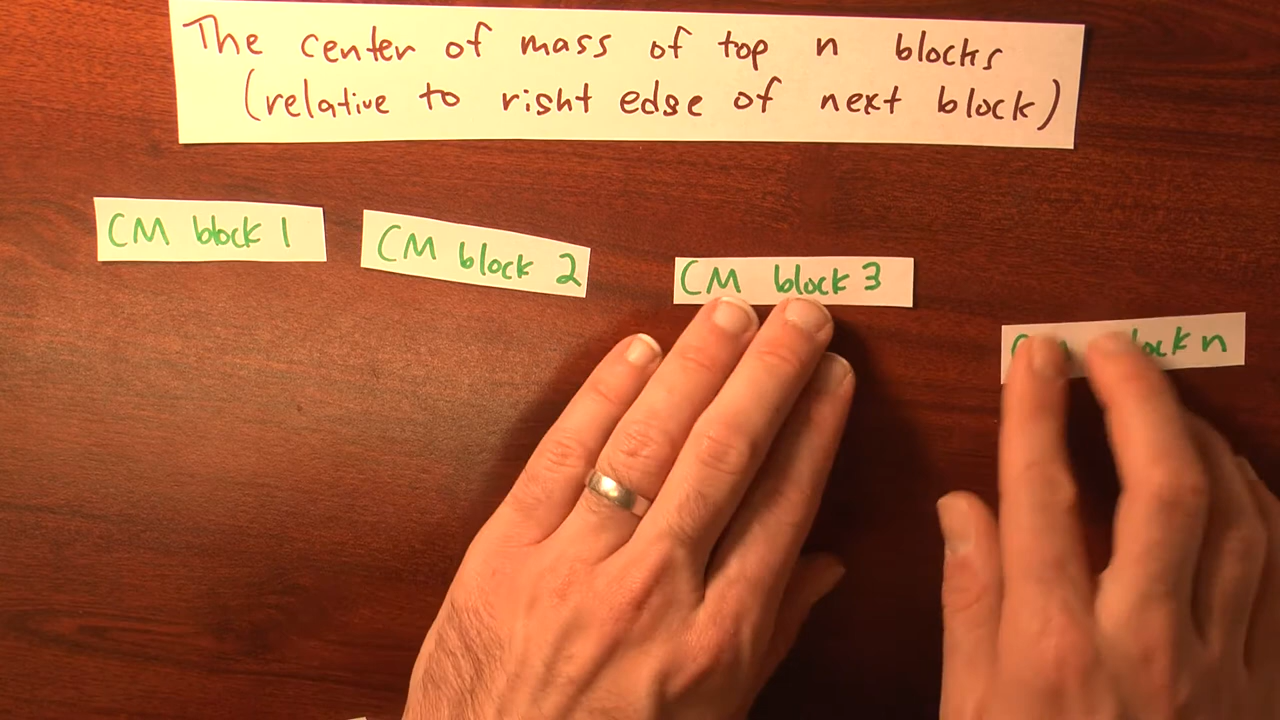 The center of mass of top n blocks
(relative to right edge of next block)
CM block 1
CM block 2
CM block 3
n